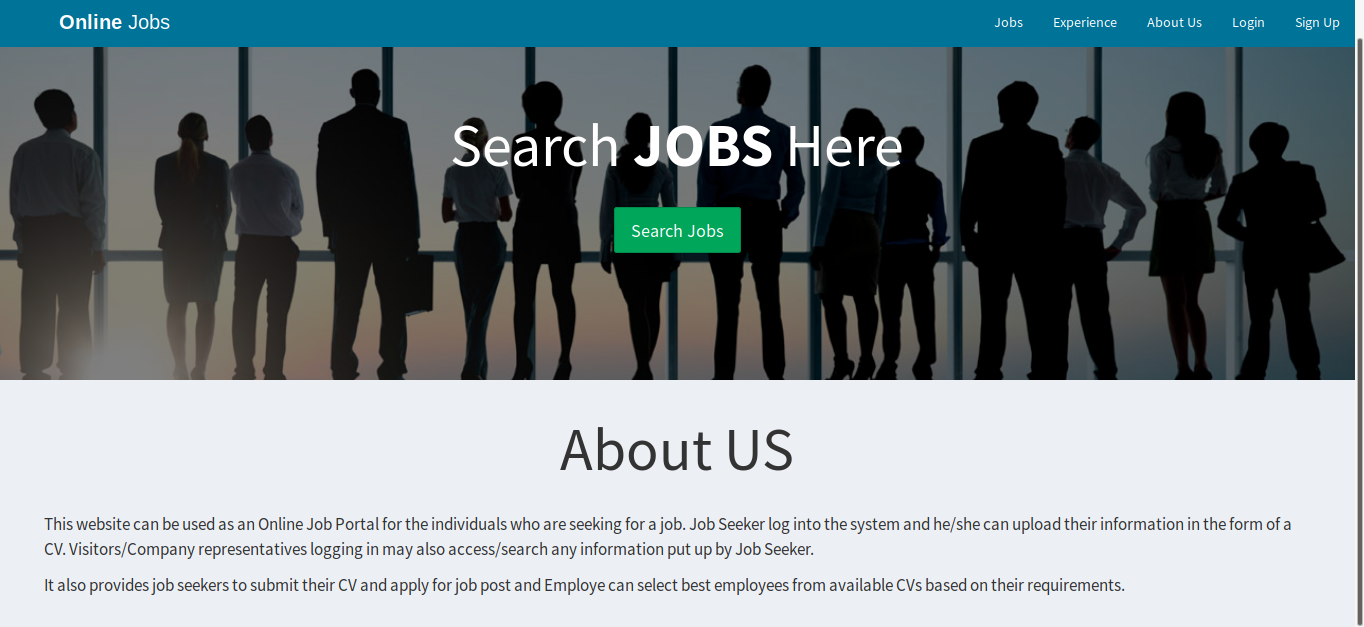 Online Jobs
Jobs Experience About Us Login Sign Up
Search JOBS Here
Search Jobs
About US
This website can be used as an Online Job Portal for the individuals who are seeking for a job. Job Seeker log into the system and he/she can upload their information in the form of a
CV. Visitors/Company representatives logging in may also access/search any information put up by Job Seeker.
It also provides job seekers to submit their CV and apply for job post and Employe can select best employees from available CVs based on their requirements.